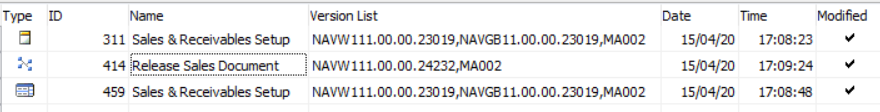 Type ID Name Version List Date Time Modified
311 Sales & Receivables Setup NAVW111.00.00.23019,NAVGB11.00.00.23019,MA002 15/04/20 17:08:23
414 Release Sales Document NAVW111.00.00.24232,MA002 15/04/20 17:09:24
459 Sales & Receivables Setup NAVW111.00.00.23019,NAVGB11.00.00.23019,MA002 15/04/20 17:08:48